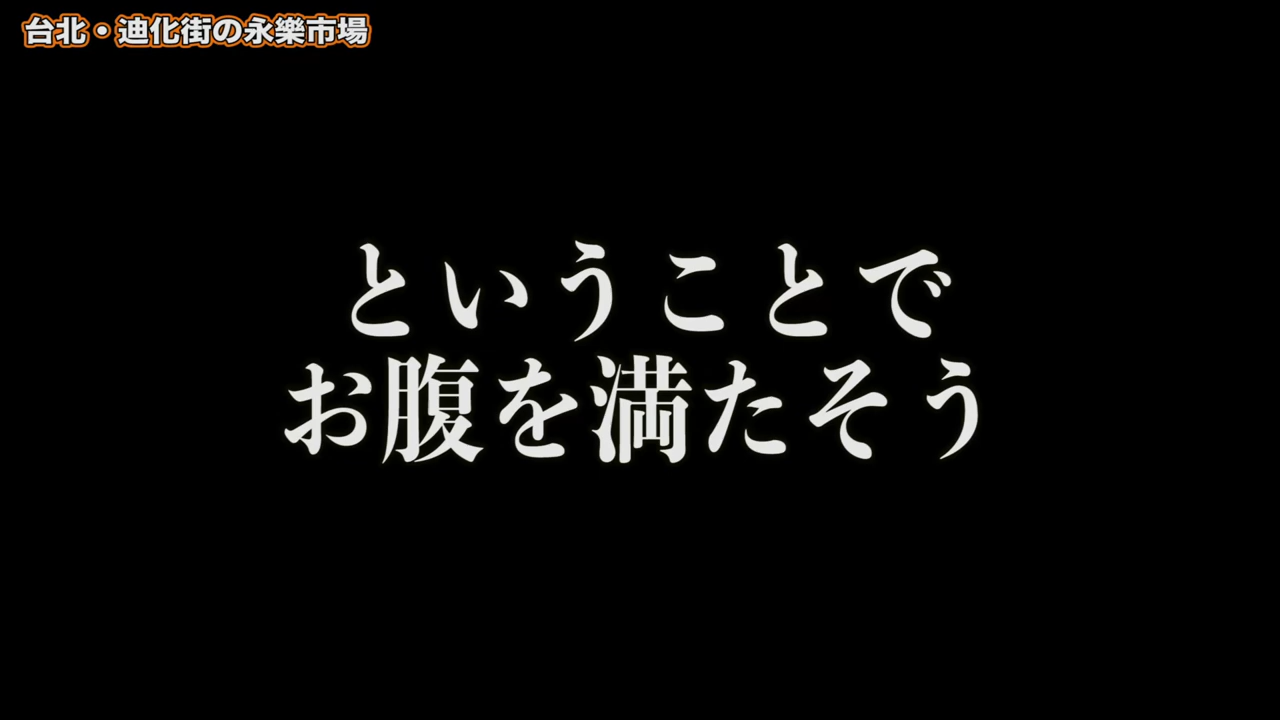 台北・迪化街の永樂市場
ということで
お腹を満たそう